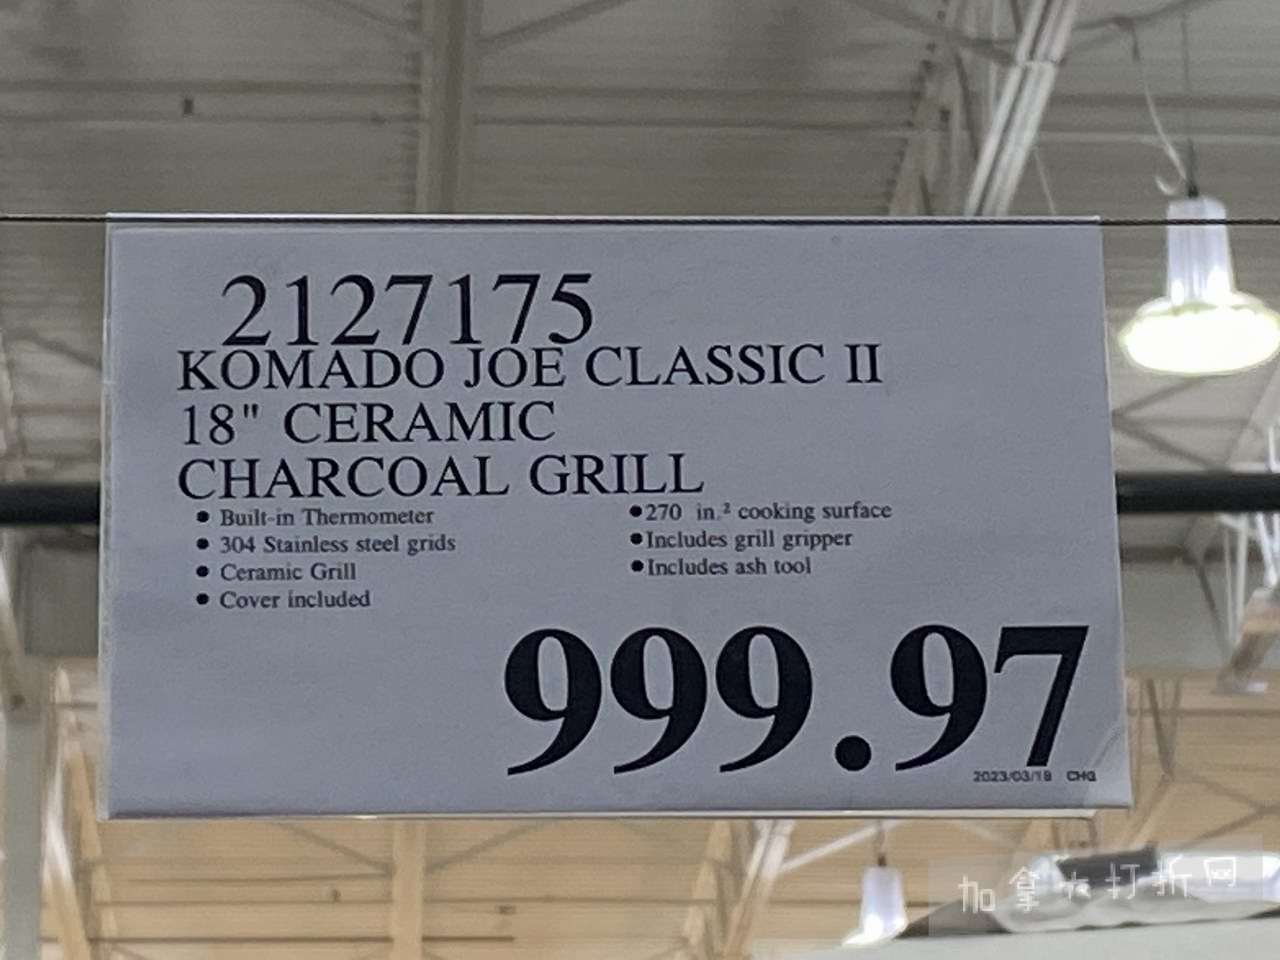 2127175
KOMADO JOE CLASSIC II
18" CERAMIC
CHARCOAL GRILL
● Built-in Thermometer
● 304 Stainless steel grids
● Ceramic Grill
● Cover included
●270 in.² cooking surface
●Includes grill gripper
●Includes ash tool
999.97
2023/03/18 CHG
加拿大打折网